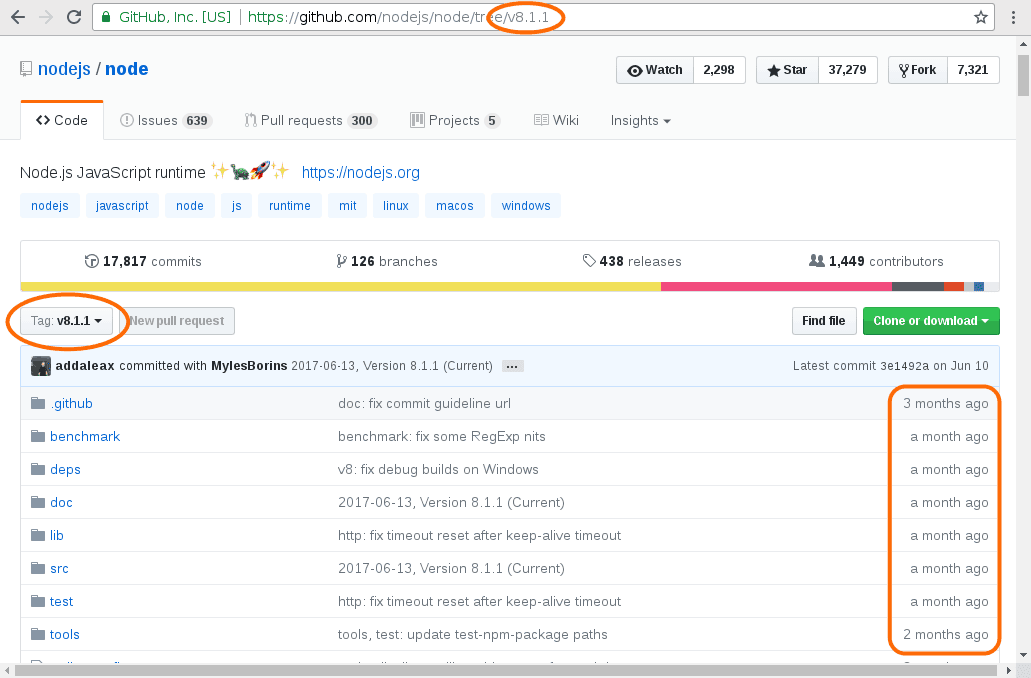 GitHub, Inc. [US] | https://github.com/nodejs/node/tree/v8.1.1
nodejs / node
Watch 2,298 Star 37,279 Fork 7,321
Code Issues 639 Pull requests 300 Projects 5 Wiki Insights
Node.js JavaScript runtime ✨🐢🚀✨ https://nodejs.org
nodejs javascript node js runtime mit linux macos windows
17,817 commits 126 branches 438 releases 1,449 contributors
Tag: v8.1.1 New pull request Find file Clone or download
addaleax committed with MylesBorins 2017-06-13, Version 8.1.1 (Current) ... Latest commit 3e1492a on Jun 10
.github doc: fix commit guideline url 3 months ago
benchmark benchmark: fix some RegExp nits a month ago
deps v8: fix debug builds on Windows a month ago
doc 2017-06-13, Version 8.1.1 (Current) a month ago
lib http: fix timeout reset after keep-alive timeout a month ago
src 2017-06-13, Version 8.1.1 (Current) a month ago
test http: fix timeout reset after keep-alive timeout a month ago
tools tools, test: update test-npm-package paths 2 months ago